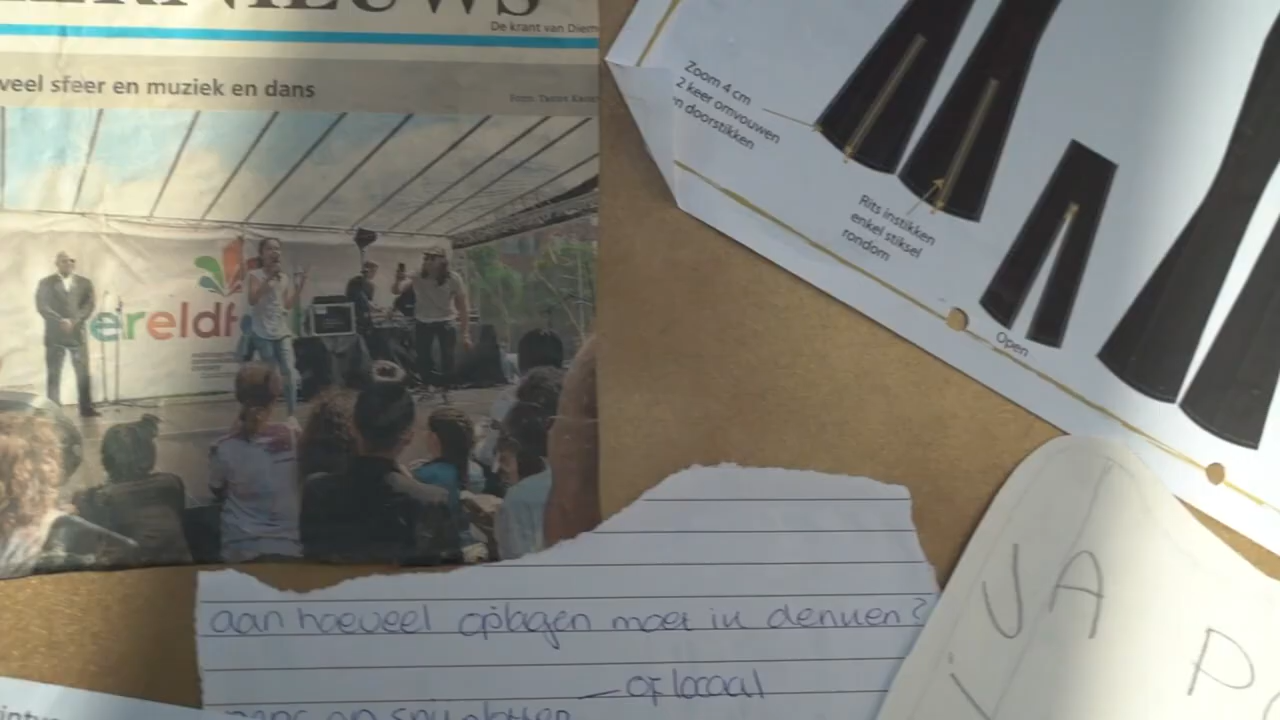 De krant van Diem
veel sfeer en muziek en dans
ereldf
Zoom 4 cm
2 keer omvouwen
en doorstikken
Rits instikken
enkel stiksel
rondom
Open
aan hoeveel oplagen moet ik denken?
of locaal
JA